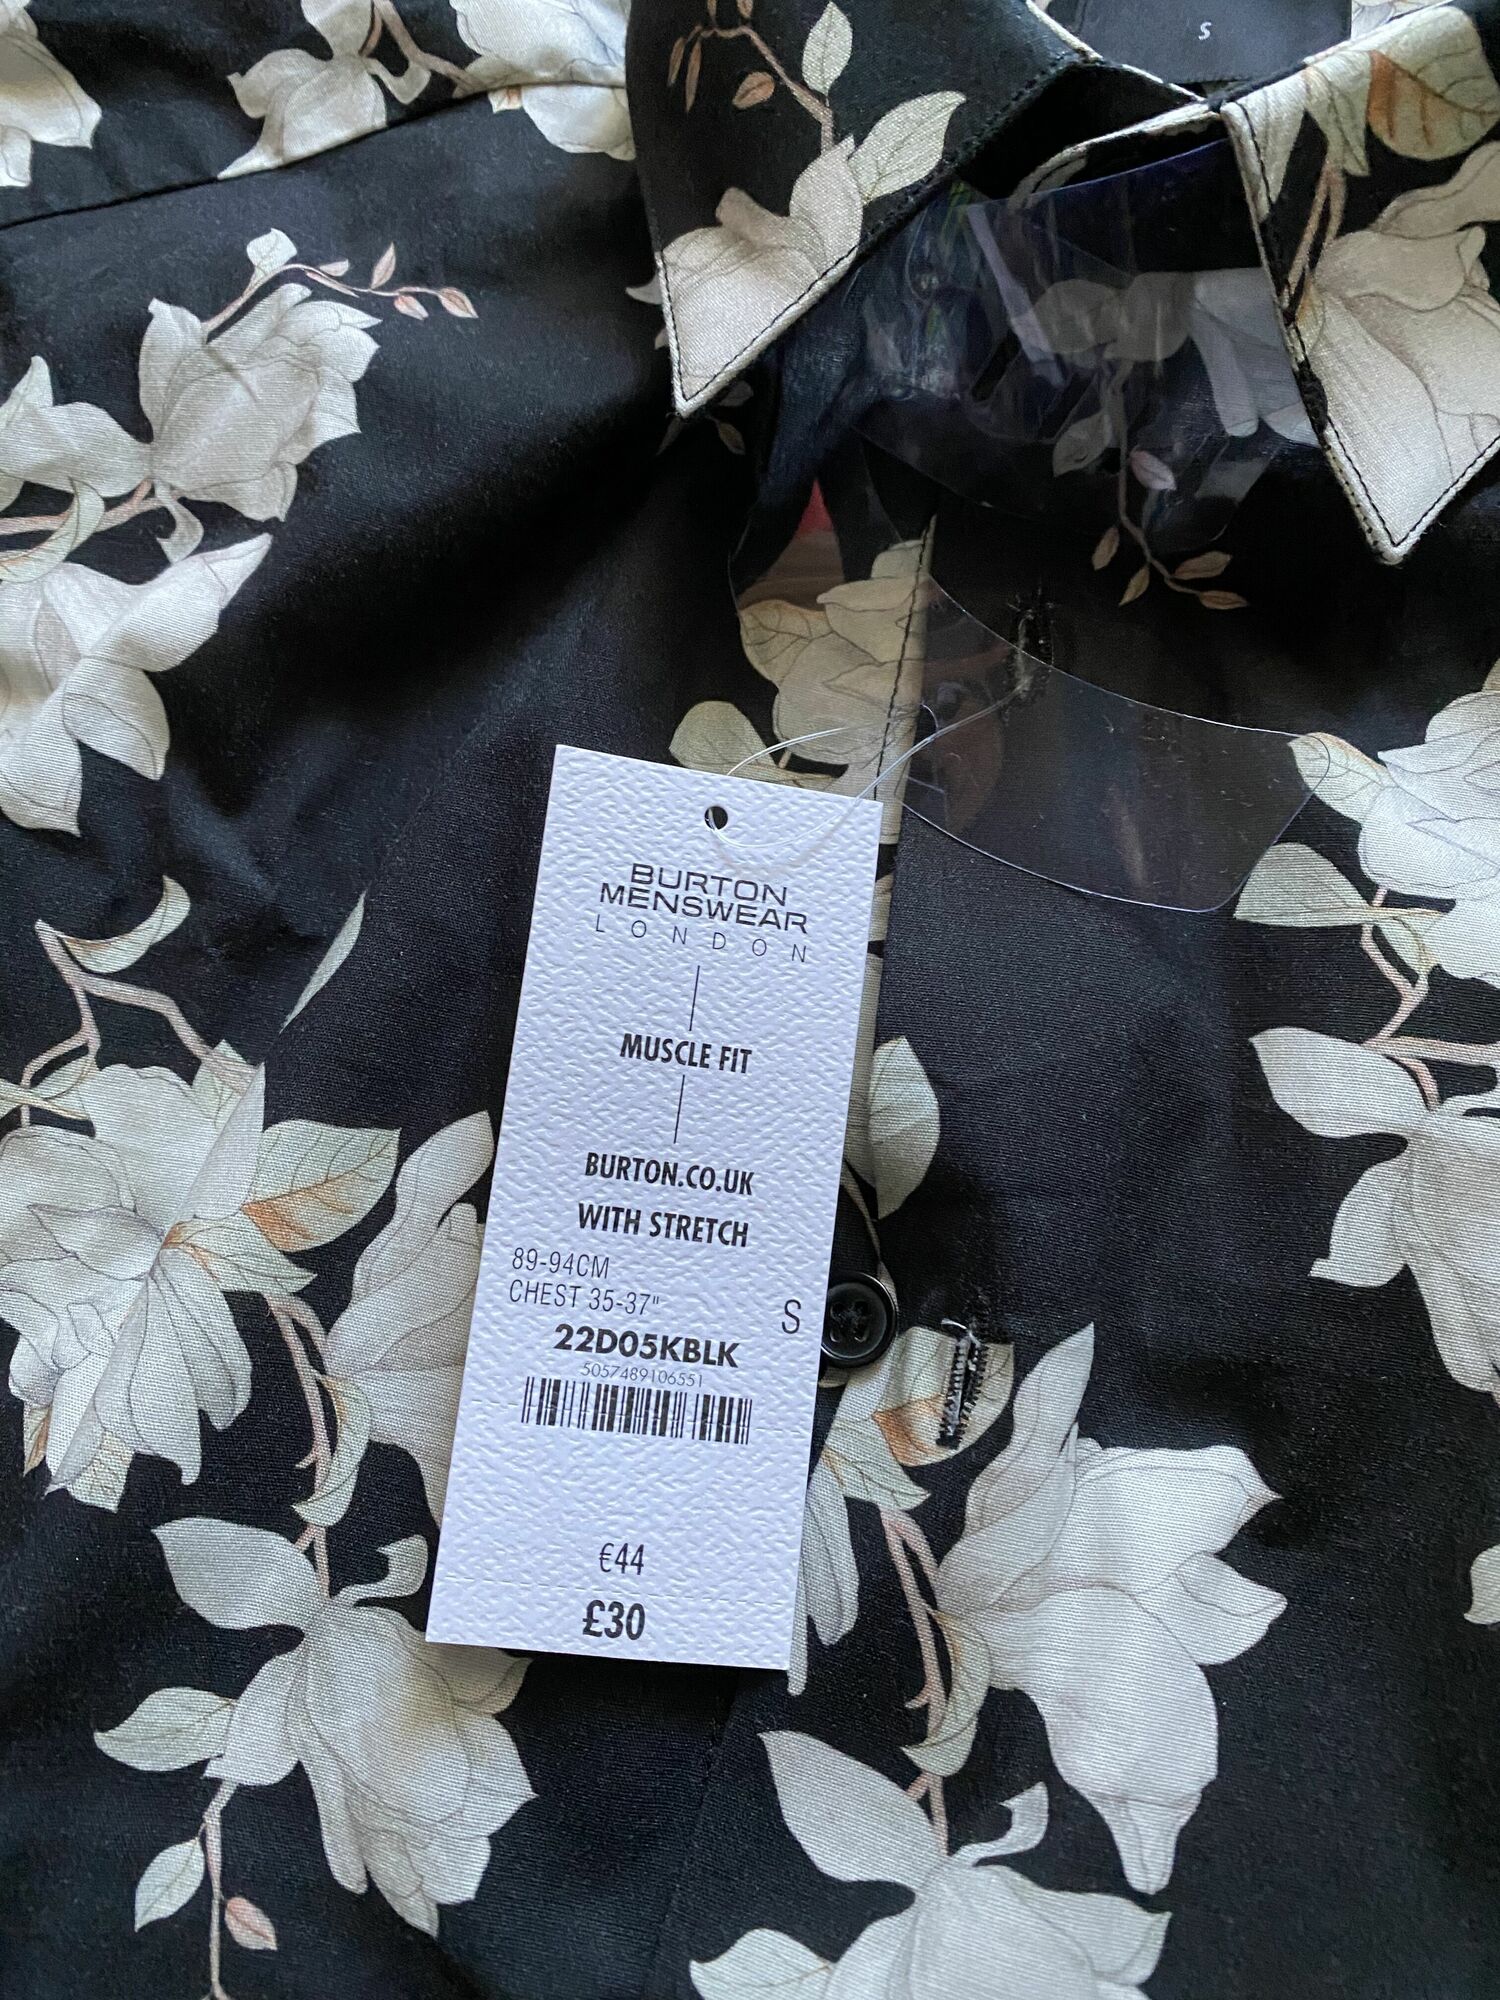 S
BURTON
MENSWEAR
LONDON
MUSCLE FIT
BURTON.CO.UK
WITH STRETCH
89-94CM
CHEST 35-37"
S
22D05KBLK
5057489106551
€44
£30